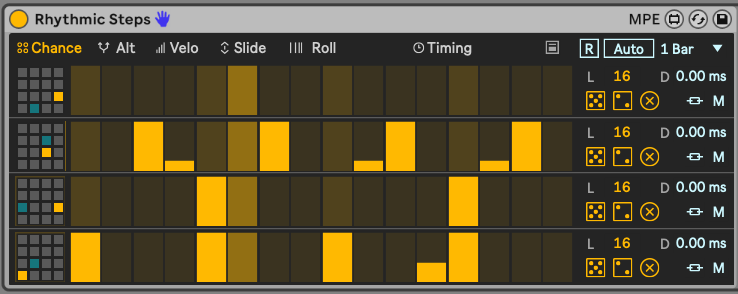 Rhythmic Steps MPE
Chance Alt Velo Slide Roll Timing R Auto 1 Bar
L 16 D 0.00 ms
M
L 16 D 0.00 ms
M
L 16 D 0.00 ms
M
L 16 D 0.00 ms
M